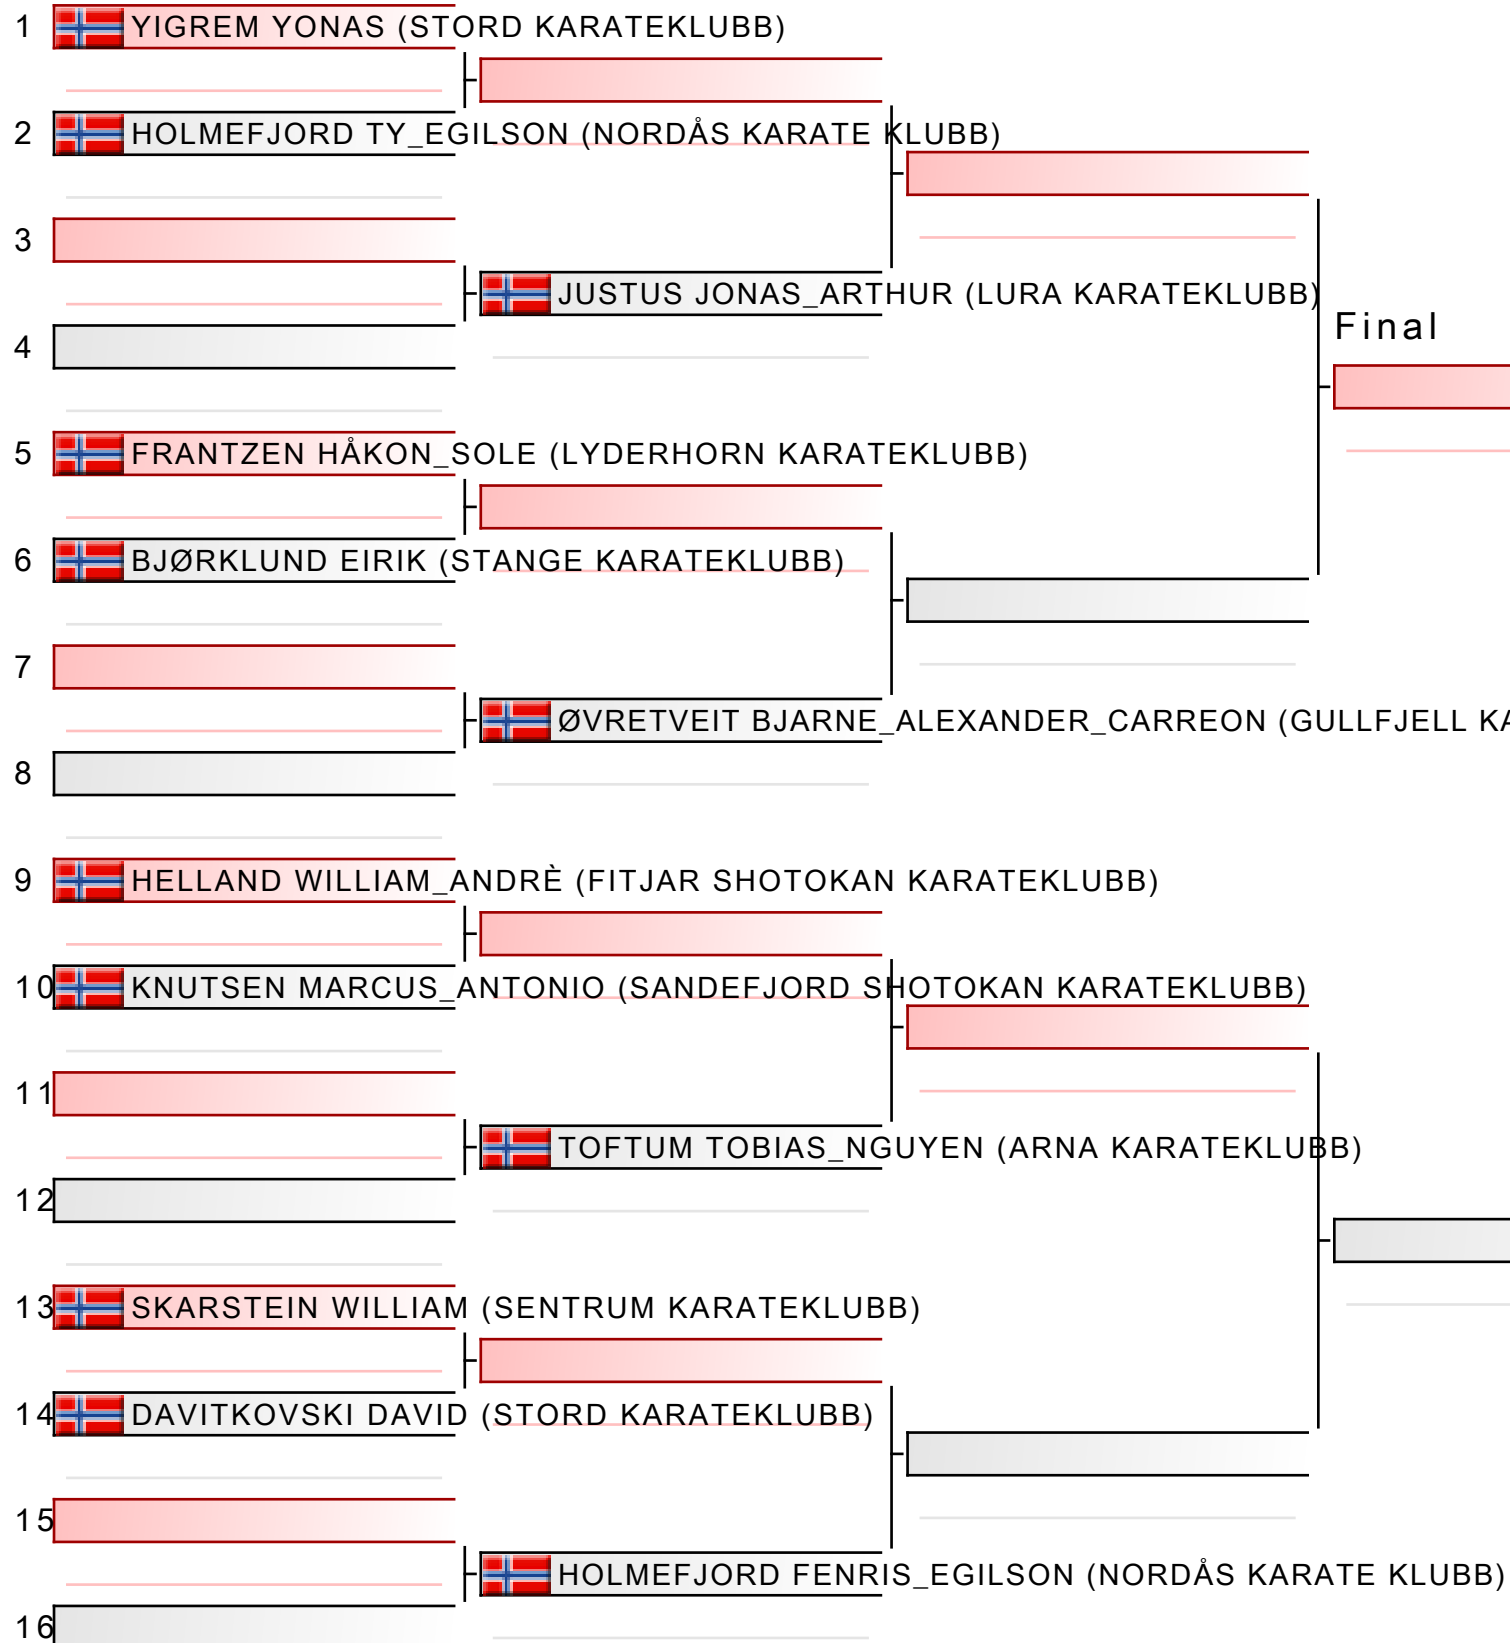 1 YIGREM YONAS (STORD KARATEKLUBB)
2 HOLMEFJORD TY_EGILSON (NORDÅS KARATE KLUBB)
3
JUSTUS JONAS_ARTHUR (LURA KARATEKLUBB)
Final
4
5 FRANTZEN HÅKON_SOLE (LYDERHORN KARATEKLUBB)
6 BJØRKLUND EIRIK (STANGE KARATEKLUBB)
7
ØVRETVEIT BJARNE_ALEXANDER_CARREON (GULLFJELL
8
9 HELLAND WILLIAM_ANDRÈ (FITJAR SHOTOKAN KARATEKLUBB)
10 KNUTSEN MARCUS_ANTONIO (SANDEFJORD SHOTOKAN KARATEKLUBB)
11
TOFTUM TOBIAS_NGUYEN (ARNA KARATEKLUBB)
12
13 SKARSTEIN WILLIAM (SENTRUM KARATEKLUBB)
14 DAVITKOVSKI DAVID (STORD KARATEKLUBB)
15
HOLMEFJORD FENRIS_EGILSON (NORDÅS KARATE KLUBB)
16